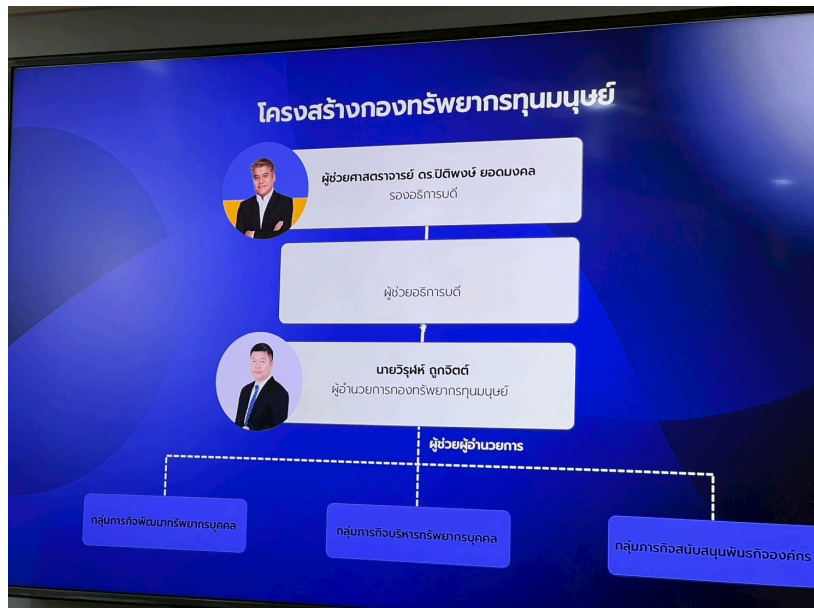 โครงสร้างกองทรัพยากรทุนมนุษย์
ผู้ช่วยศาสตราจารย์ ดร.ปิติพงษ์ ยอดมงคล
รองอธิการบดี
ผู้ช่วยอธิการบดี
นายวิรุฬห์ ถูกจิตต์
ผู้อำนวยการกองทรัพยากรทุนมนุษย์
ผู้ช่วยผู้อำนวยการ
กลุ่มภารกิจพัฒนาทรัพยากรบุคคล
กลุ่มภารกิจบริหารทรัพยากรบุคคล
กลุ่มภารกิจสนับสนุนพันธกิจองค์กร